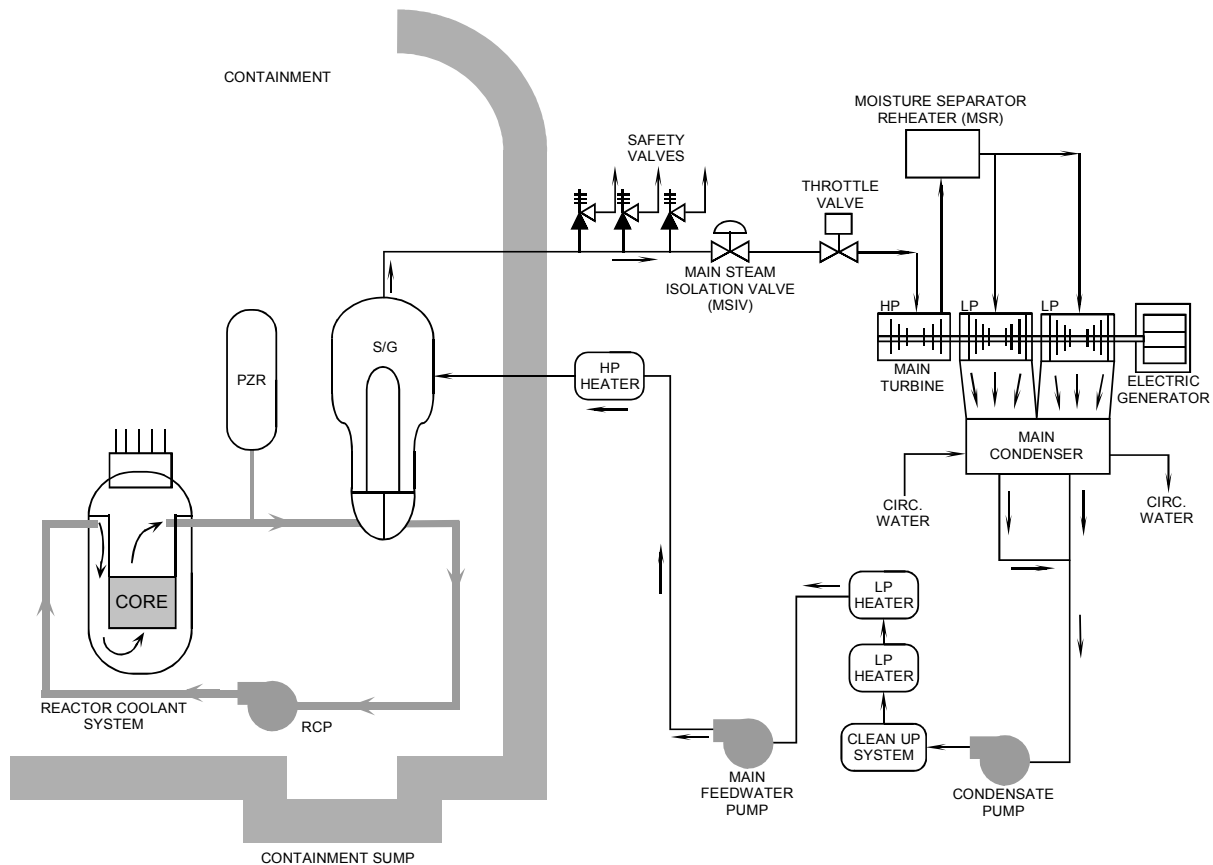 CONTAINMENT
MOISTURE SEPARATOR
REHEATER (MSR)
SAFETY
VALVES
THROTTLE
VALVE
MAIN STEAM
ISOLATION VALVE
(MSIV)
HP
LP
LP
MAIN
TURBINE
ELECTRIC
GENERATOR
S/G
PZR
HP
HEATER
MAIN
CONDENSER
CIRC.
WATER
CIRC.
WATER
CORE
LP
HEATER
LP
HEATER
REACTOR COOLANT
SYSTEM
RCP
CLEAN UP
SYSTEM
MAIN
FEEDWATER
PUMP
CONDENSATE
PUMP
CONTAINMENT SUMP